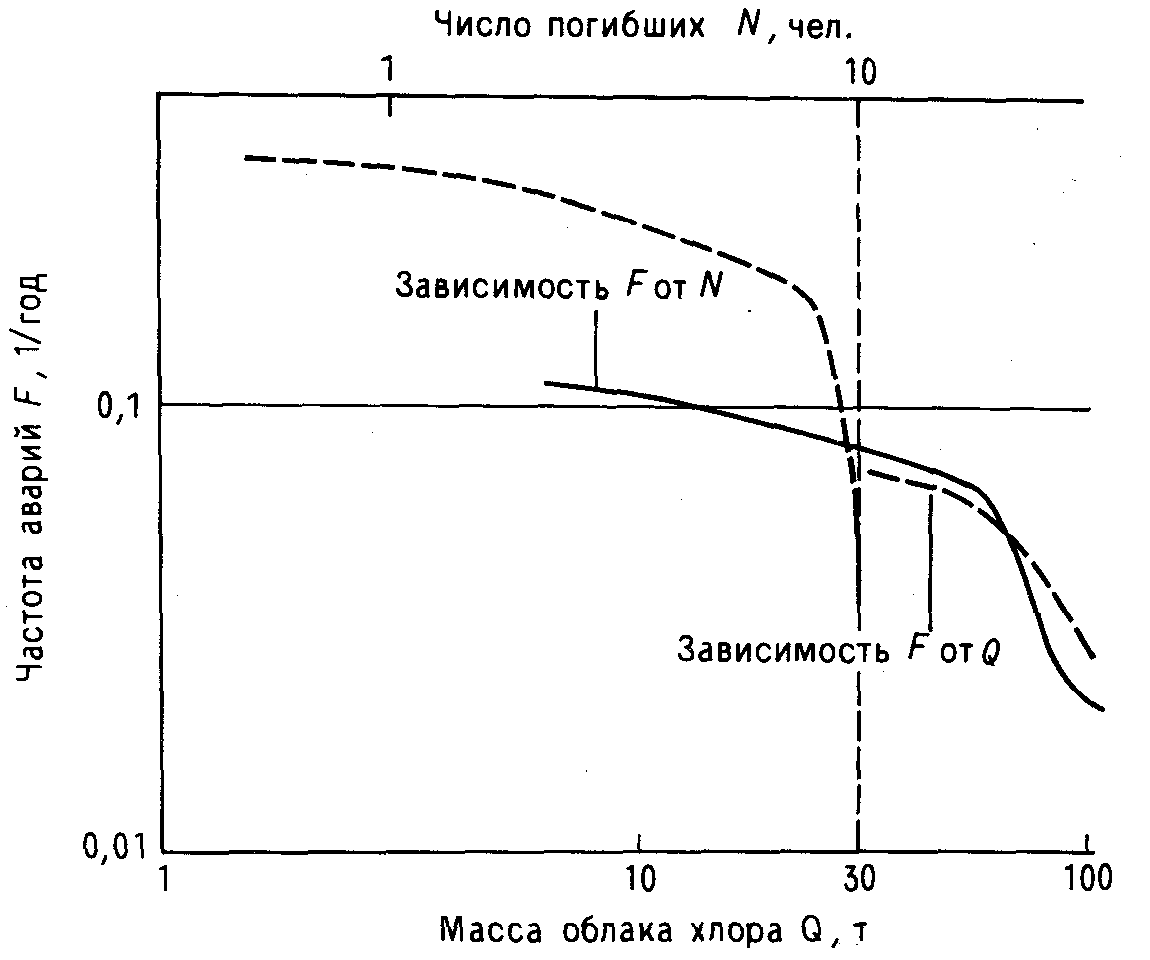 Число погибших N, чел.
1 10
Зависимость F от N
Частота аварий F, 1/год
0,1
Зависимость F от Q
0,01
1 10 30 100
Масса облака хлора Q, т